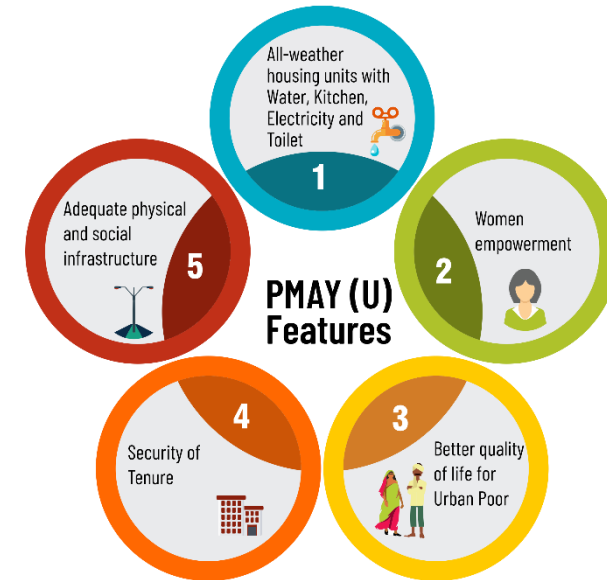 All-weather
housing units with
Water, Kitchen,
Electricity and
Toilet
1
Women
empowerment
2
Better quality
of life for
Urban Poor
3
Security of
Tenure
4
Adequate physical
and social
infrastructure
5
PMAY (U)
Features